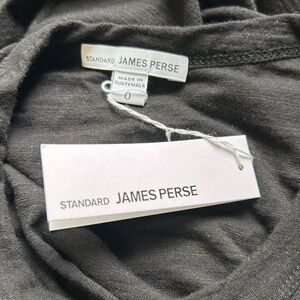 STANDARD JAMES PERSE
MADE IN
GUATEMALA
0
STANDARD JAMES PERSE